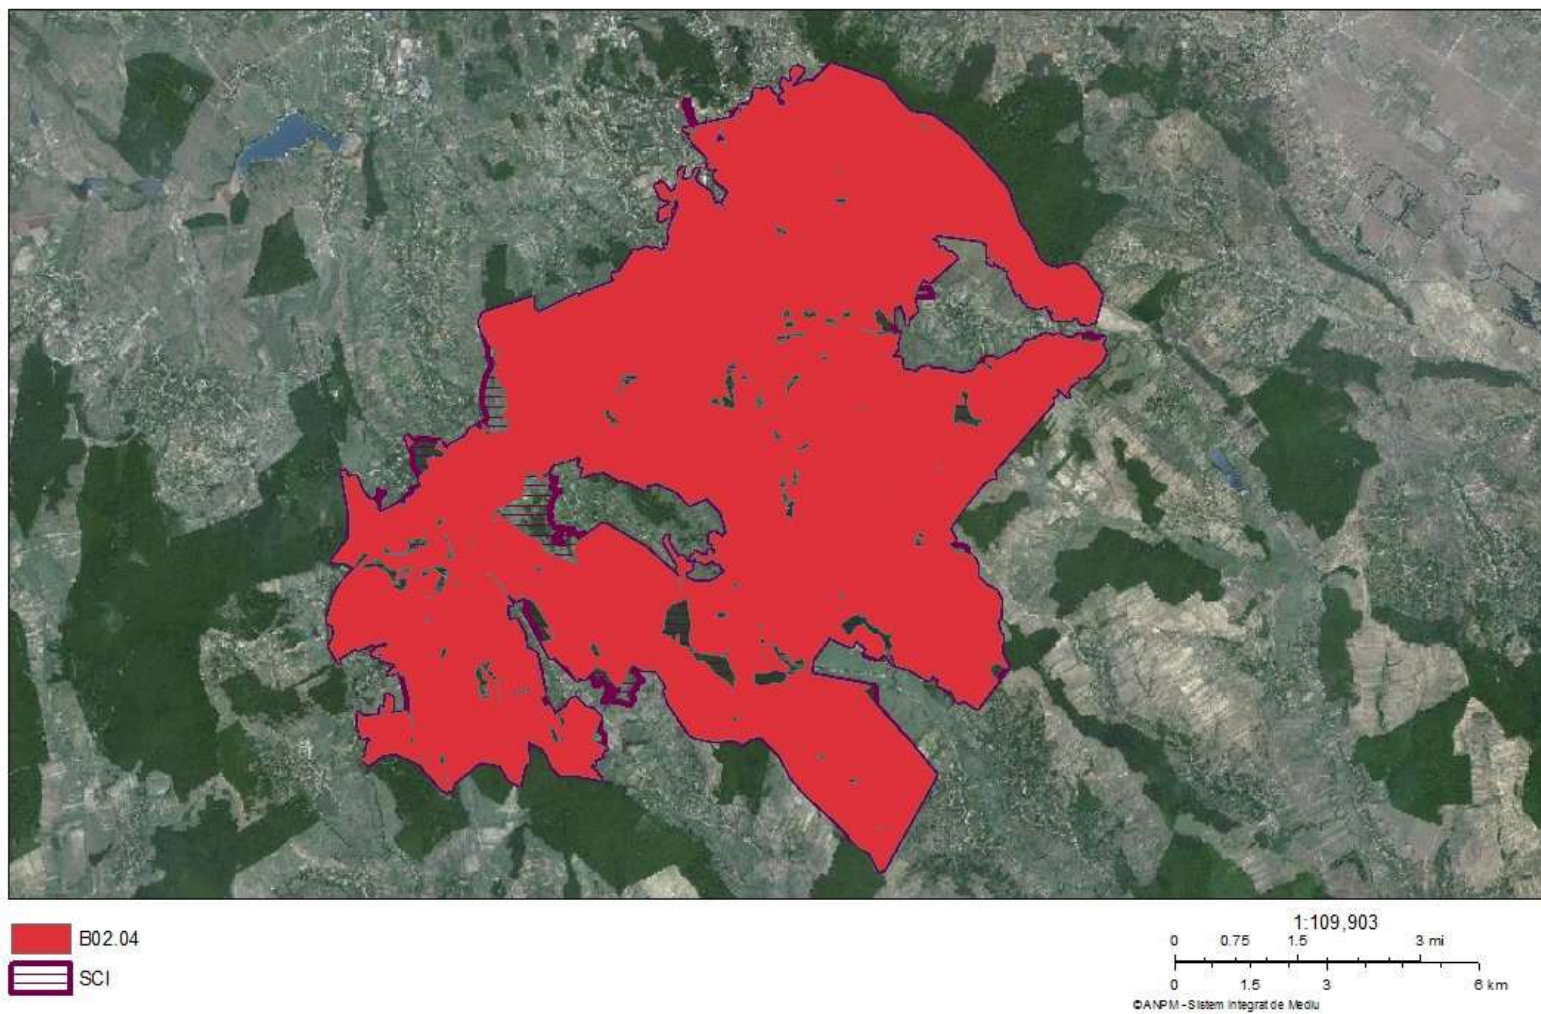 B02.04
SCI
1:109,903
0 0.75 1.5 3 mi
0 1.5 3 6 km
©ANPM - Sistem Integrat de Mediu